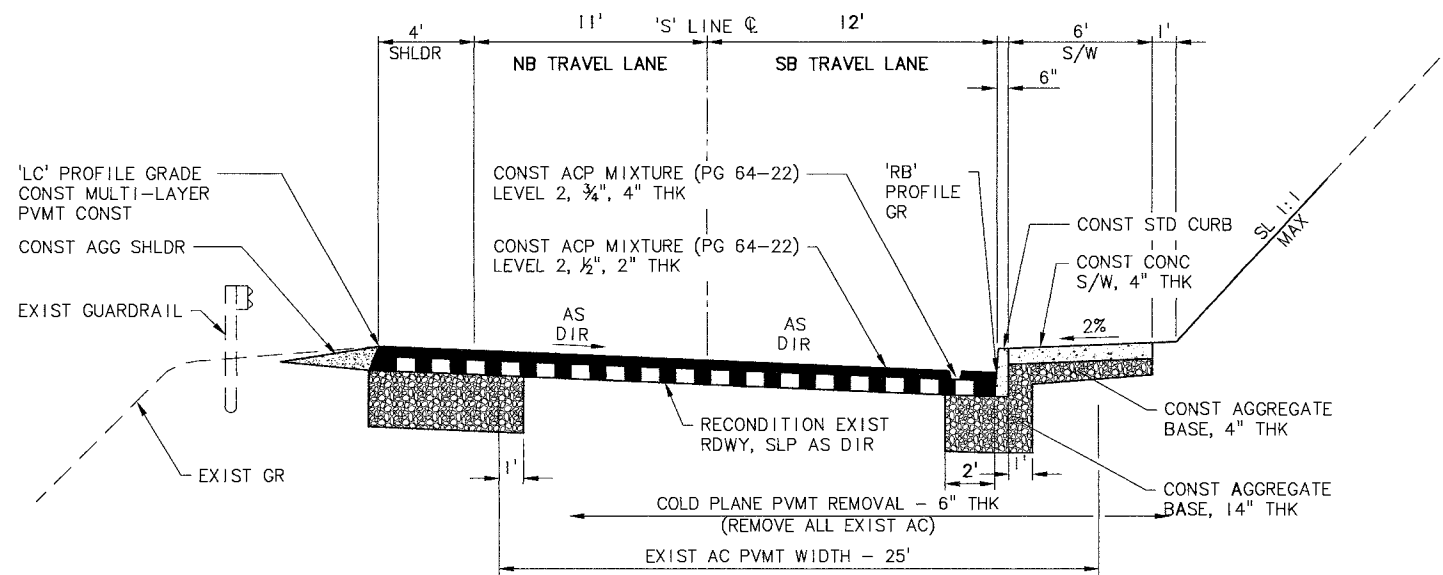 4'
SHLDR
11'
'S' LINE ℄
12'
6'
S/W
1'
NB TRAVEL LANE
SB TRAVEL LANE
6"
'LC' PROFILE GRADE
CONST MULTI-LAYER
PVMT CONST
CONST AGG SHLDR
EXIST GUARDRAIL
CONST ACP MIXTURE (PG 64-22)
LEVEL 2, ¾", 4" THK
CONST ACP MIXTURE (PG 64-22)
LEVEL 2, ½", 2" THK
'RB'
PROFILE
GR
CONST STD CURB
CONST CONC
S/W, 4" THK
SL 1:1
MAX
AS
DIR
AS
DIR
2%
RECONDITION EXIST
RDWY, SLP AS DIR
CONST AGGREGATE
BASE, 4" THK
EXIST GR
1'
2'
1'
CONST AGGREGATE
BASE, 14" THK
COLD PLANE PVMT REMOVAL - 6" THK
(REMOVE ALL EXIST AC)
EXIST AC PVMT WIDTH - 25'